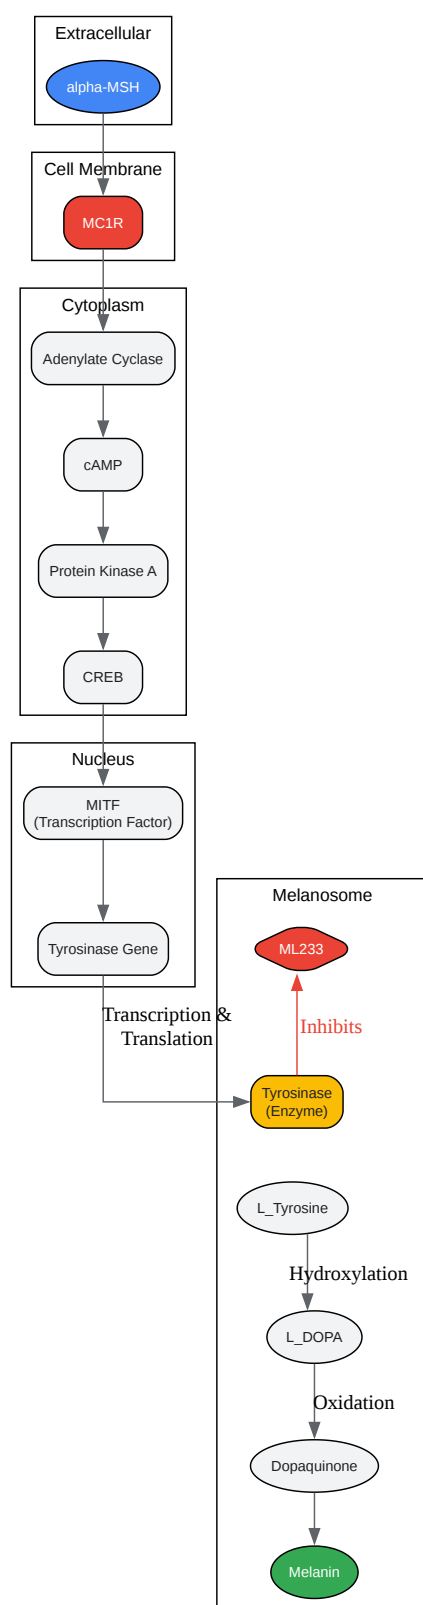 Extracellular
alpha-MSH
Cell Membrane
MC1R
Cytoplasm
Adenylate Cyclase
cAMP
Protein Kinase A
CREB
Nucleus
MITF
(Transcription Factor)
Tyrosinase Gene
Transcription &
Translation
Melanosome
ML233
Inhibits
Tyrosinase
(Enzyme)
L_Tyrosine
Hydroxylation
L_DOPA
Oxidation
Dopaquinone
Melanin